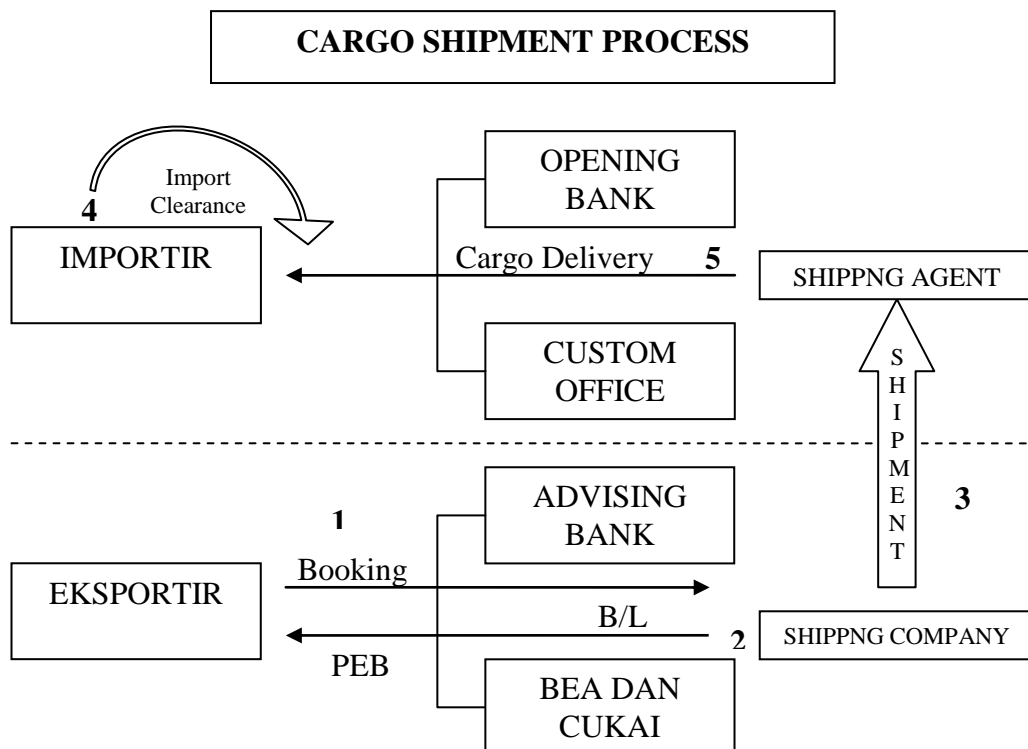 CARGO SHIPMENT PROCESS
OPENING
BANK
Import
Clearance
4
IMPORTIR
Cargo Delivery 5
SHIPPNG AGENT
CUSTOM
OFFICE
SHIPMENT
3
ADVISING
BANK
1
Booking
EKSPORTIR
B/L
2
SHIPPNG COMPANY
PEB
BEA DAN
CUKAI